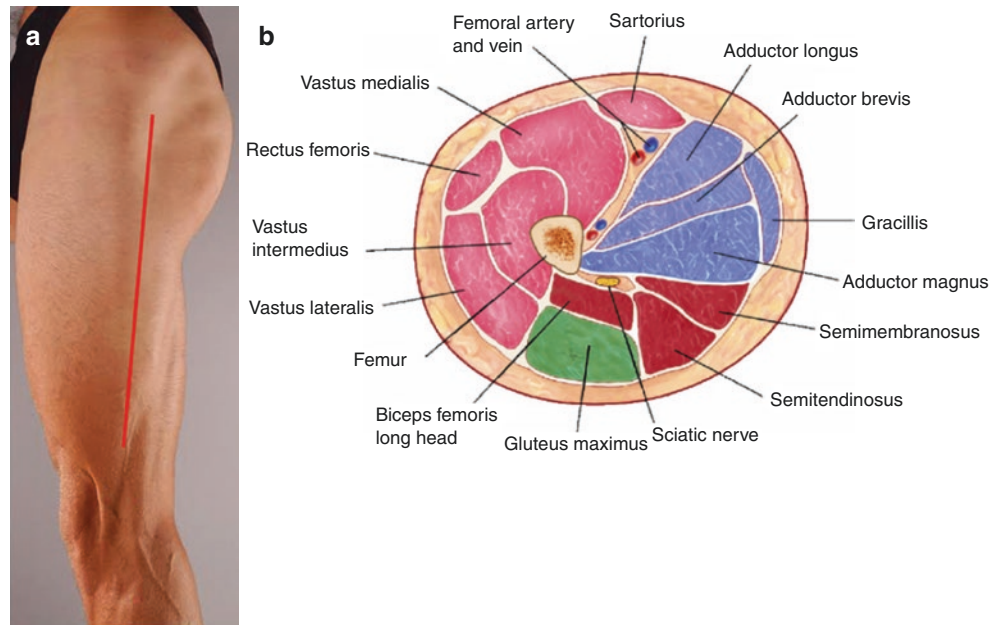 a
b
Femoral artery
and vein
Sartorius
Adductor longus
Vastus medialis
Adductor brevis
Rectus femoris
Vastus
intermedius
Gracillis
Vastus lateralis
Adductor magnus
Femur
Semimembranosus
Biceps femoris
long head
Semitendinosus
Gluteus maximus
Sciatic nerve